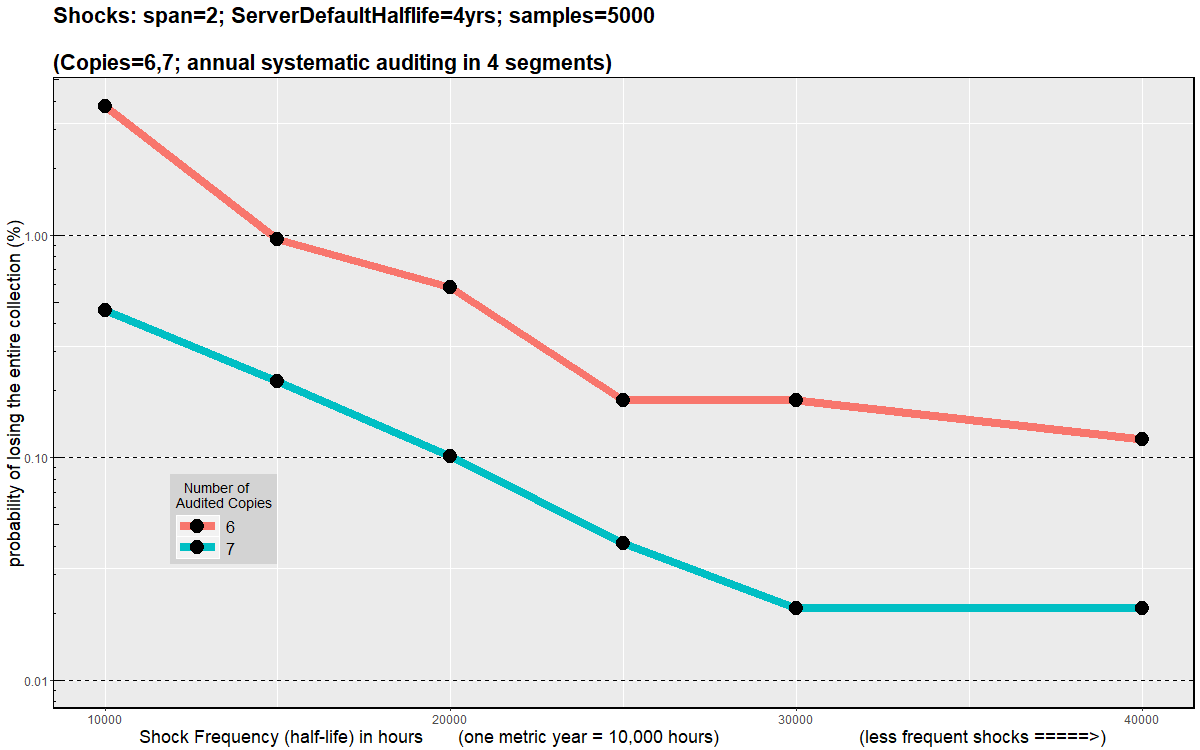 Shocks: span=2; ServerDefaultHalflife=4yrs; samples=5000
(Copies=6,7; annual systematic auditing in 4 segments)
probability of losing the entire collection (%)
1.00
0.10
0.01
Number of
Audited Copies
6
7
10000 20000 30000 40000
Shock Frequency (half-life) in hours (one metric year = 10,000 hours) (less frequent shocks =====>)